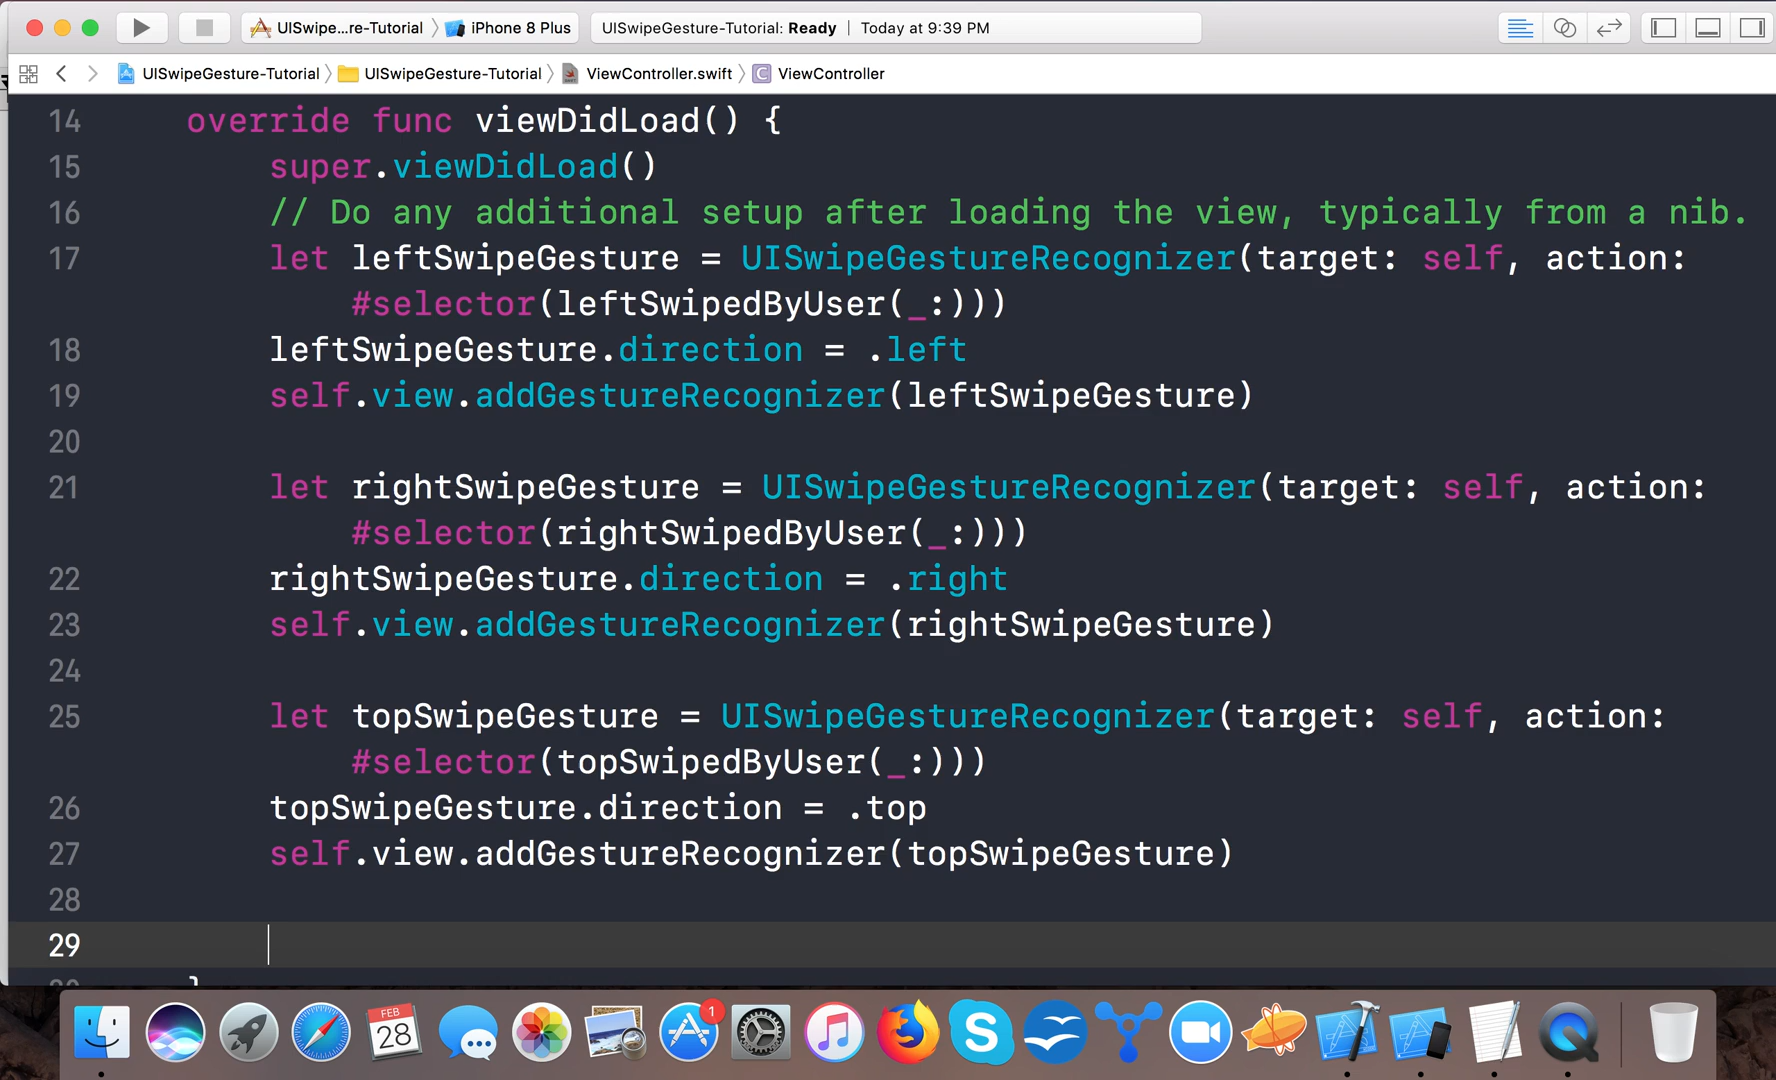 UISwipe...re-Tutorial 〉 iPhone 8 Plus
UISwipeGesture-Tutorial: Ready | Today at 9:39 PM
UISwipeGesture-Tutorial 〉 UISwipeGesture-Tutorial 〉 ViewController.swift 〉 C ViewController
14 override func viewDidLoad() {
15 super.viewDidLoad()
16 // Do any additional setup after loading the view, typically from a nib.
17 let leftSwipeGesture = UISwipeGestureRecognizer(target: self, action:
#selector(leftSwipedByUser(_:)))
18 leftSwipeGesture.direction = .left
19 self.view.addGestureRecognizer(leftSwipeGesture)
20
21 let rightSwipeGesture = UISwipeGestureRecognizer(target: self, action:
#selector(rightSwipedByUser(_:)))
22 rightSwipeGesture.direction = .right
23 self.view.addGestureRecognizer(rightSwipeGesture)
24
25 let topSwipeGesture = UISwipeGestureRecognizer(target: self, action:
#selector(topSwipedByUser(_:)))
26 topSwipeGesture.direction = .top
27 self.view.addGestureRecognizer(topSwipeGesture)
28
29
}
FEB
28
1
S